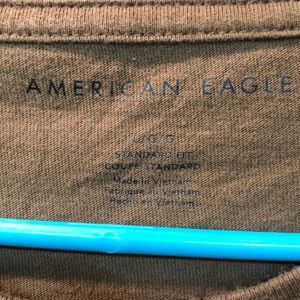 AMERICAN EAGLE
L/G/G
STANDARD FIT
COUPE STANDARD
Made in Vietnam
Fabriqué au Vietnam
Hecho en Vietnam